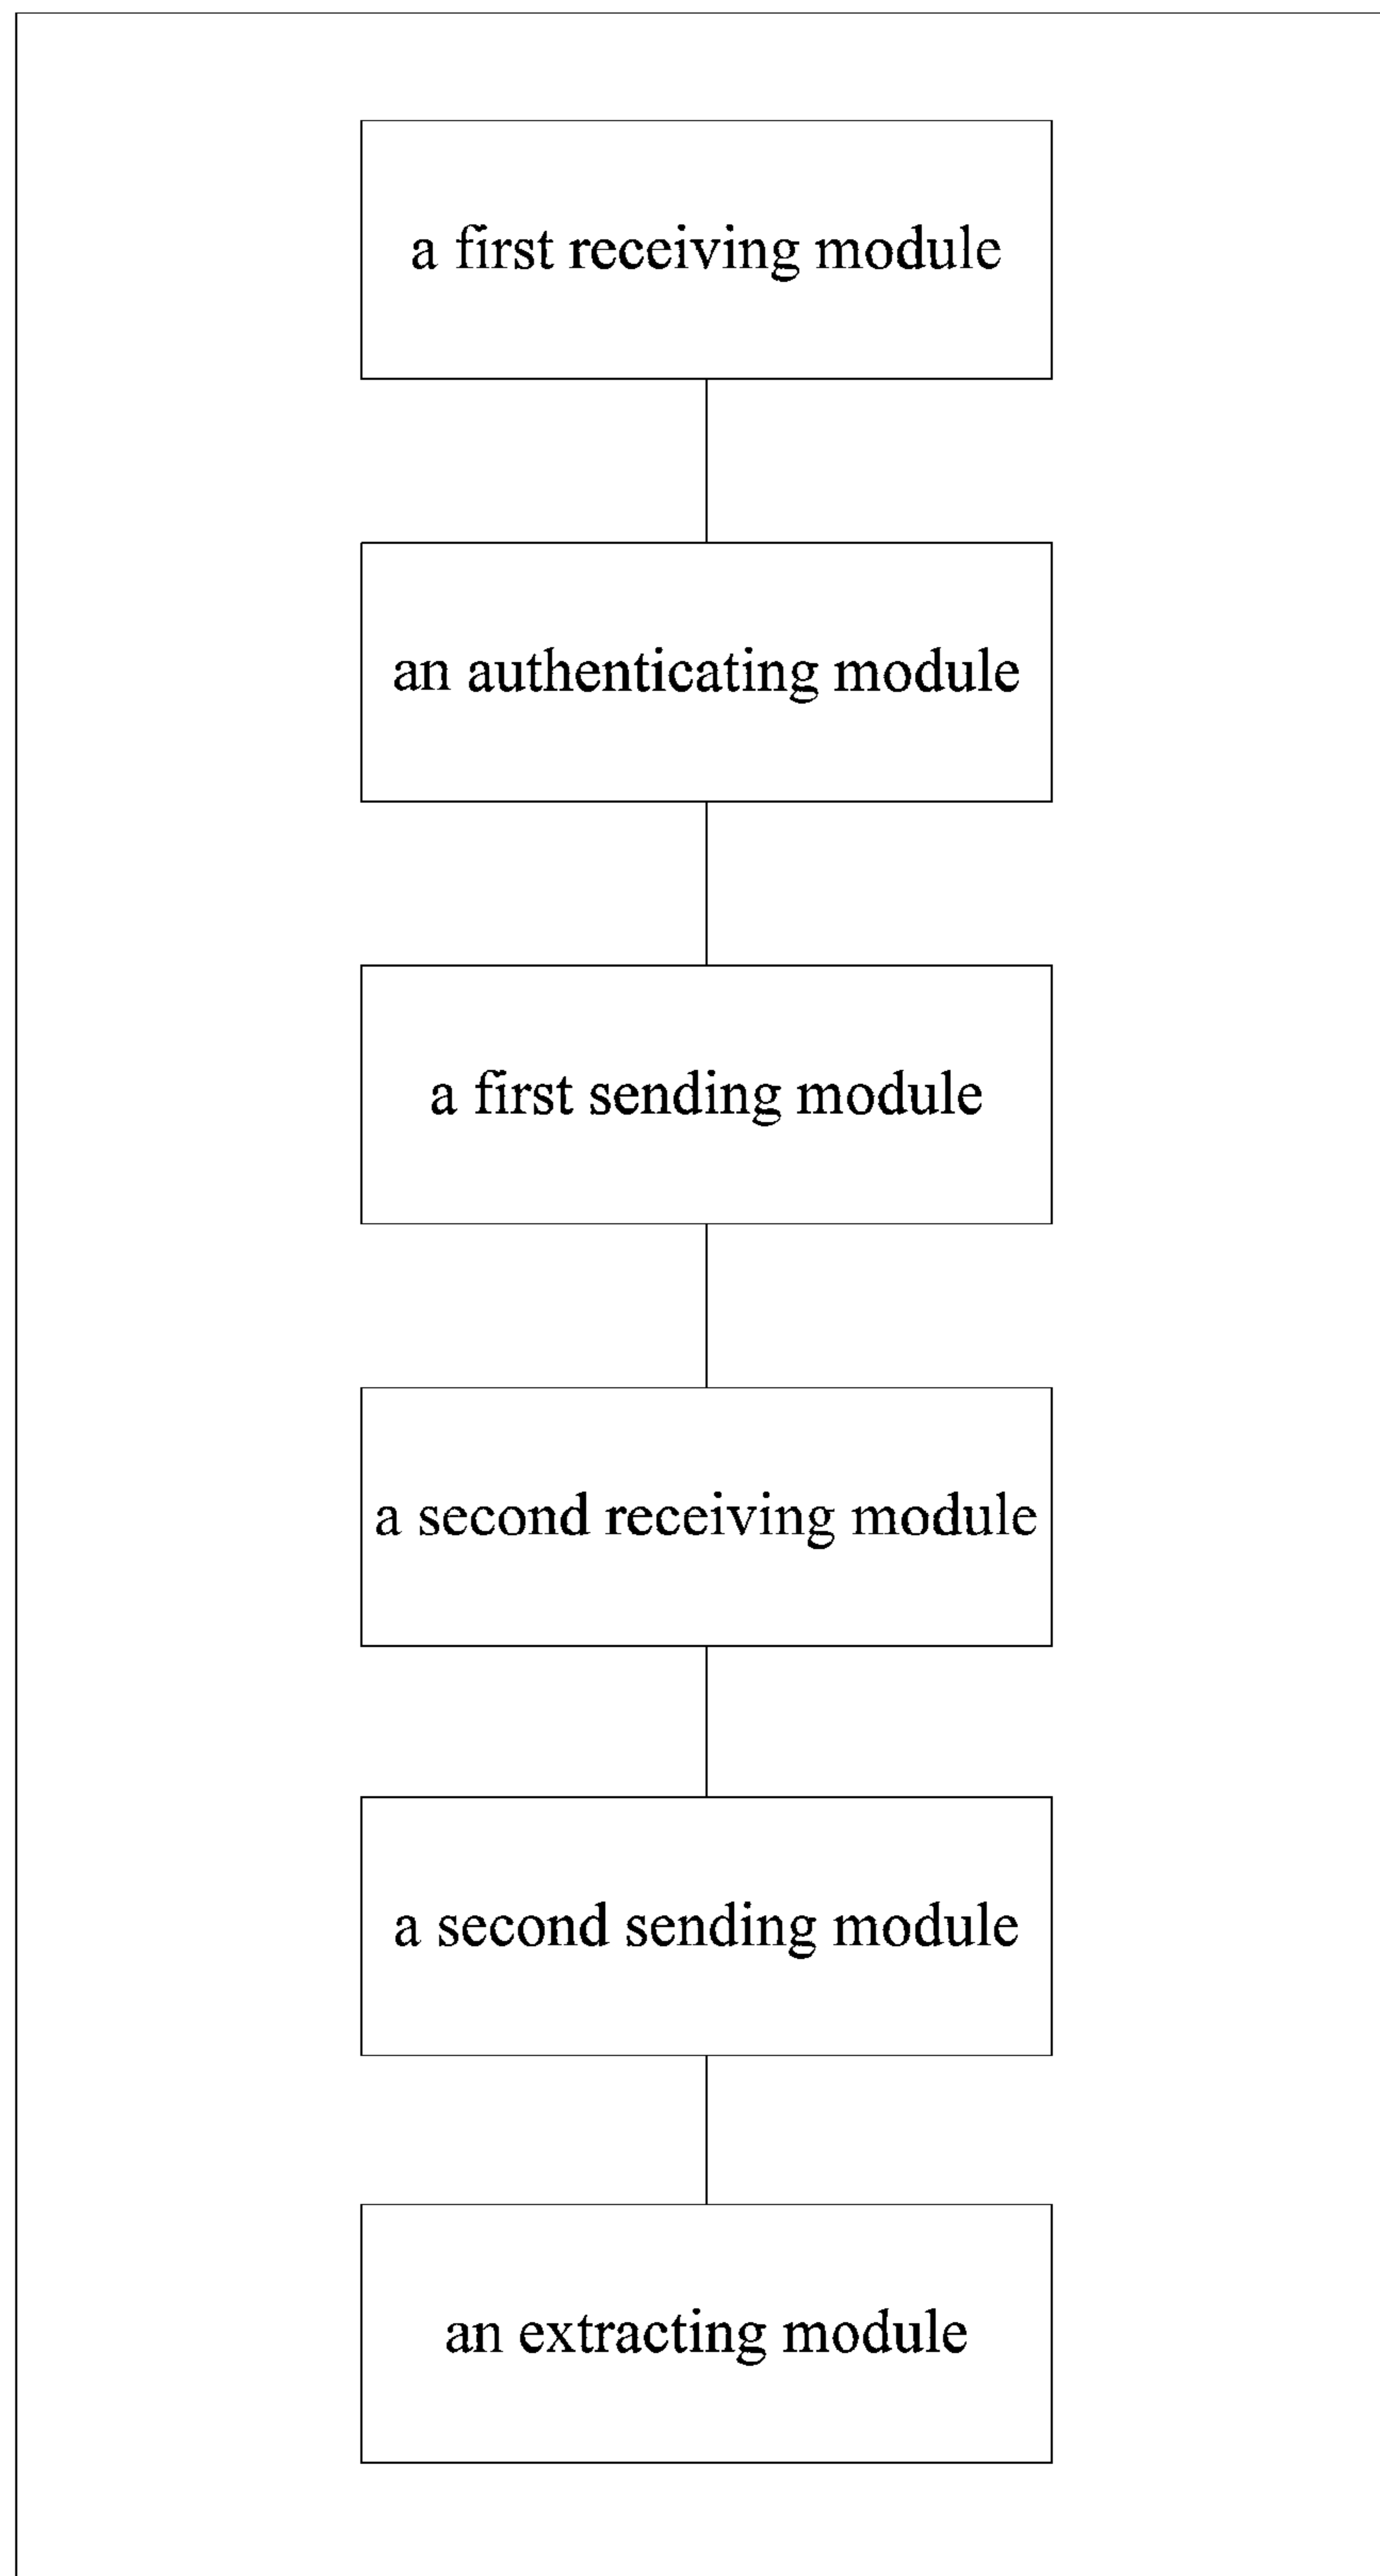 a first receiving module
an authenticating module
a first sending module
a second receiving module
a second sending module
an extracting module